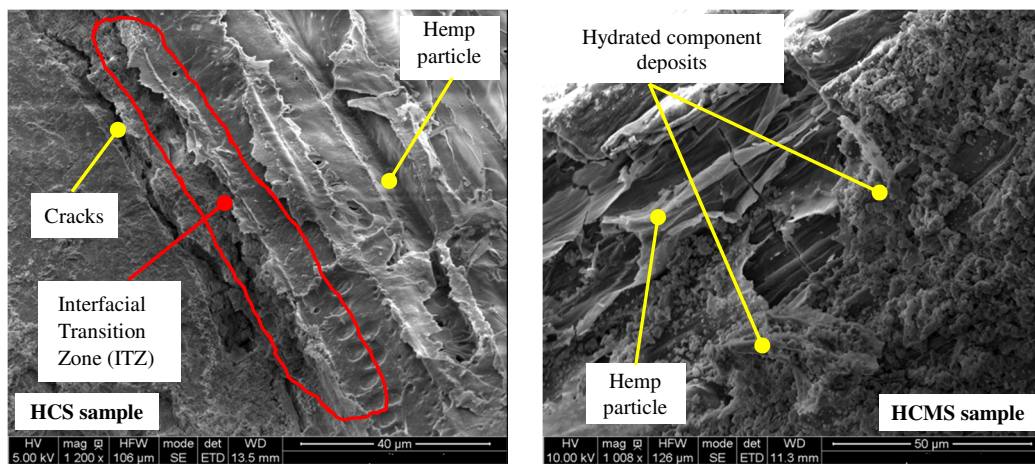 Hemp
particle
Cracks
Interfacial
Transition
Zone (ITZ)
HCS sample
HV mag HFW mode det WD 40 µm
5.00 kV 1 200 x 106 µm SE ETD 13.5 mm
Hydrated component
deposits
Hemp
particle
HCMS sample
HV mag HFW mode det WD 50 µm
10.00 kV 1 008 x 126 µm SE ETD 11.3 mm